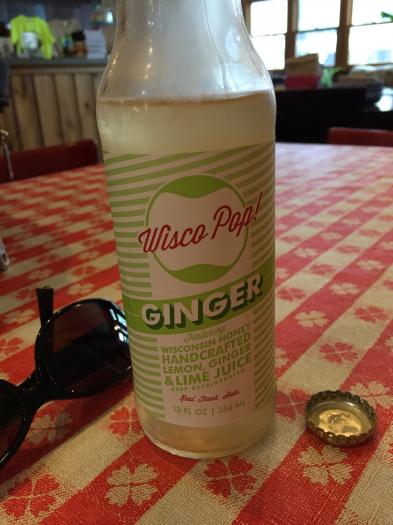 Wisco Pop!
GINGER
Featuring
WISCONSIN HONEY
HANDCRAFTED
LEMON, GINGER
& LIME JUICE
KEEP REFRIGERATED
Real. Fresh. Soda.
12 FL OZ | 354 ML